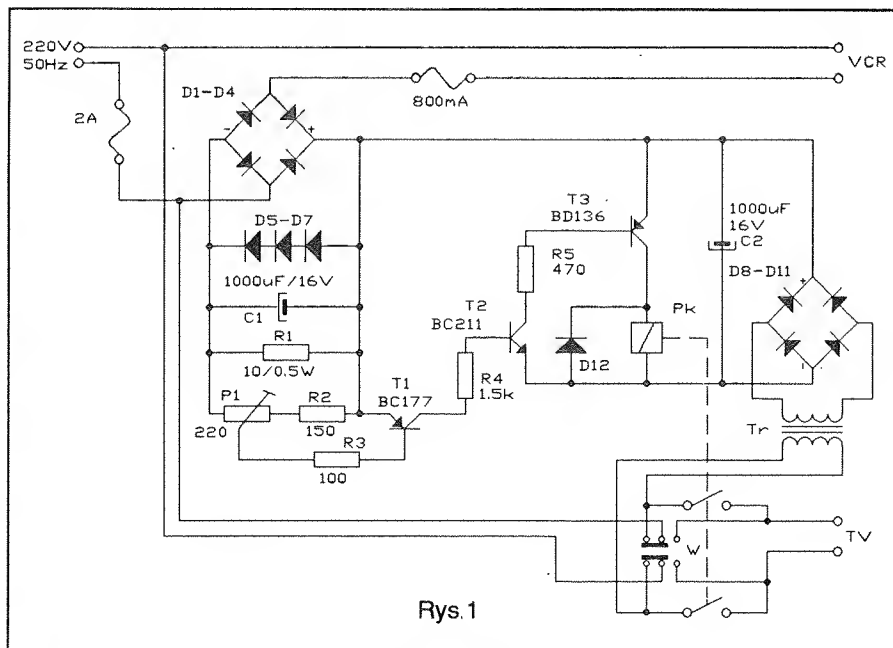 220V
50Hz
2A
D1-D4
-
+
800mA
VCR
D5-D7
1000uF/16V
C1
R1
10/0.5W
P1
220
R2
150
R3
100
T1
BC177
T2
BC211
R4
1.5k
R5
470
T3
BD136
D12
Pk
1000uF
16V
C2
D8-D11
+
-
Tr
W
TV
Rys.1